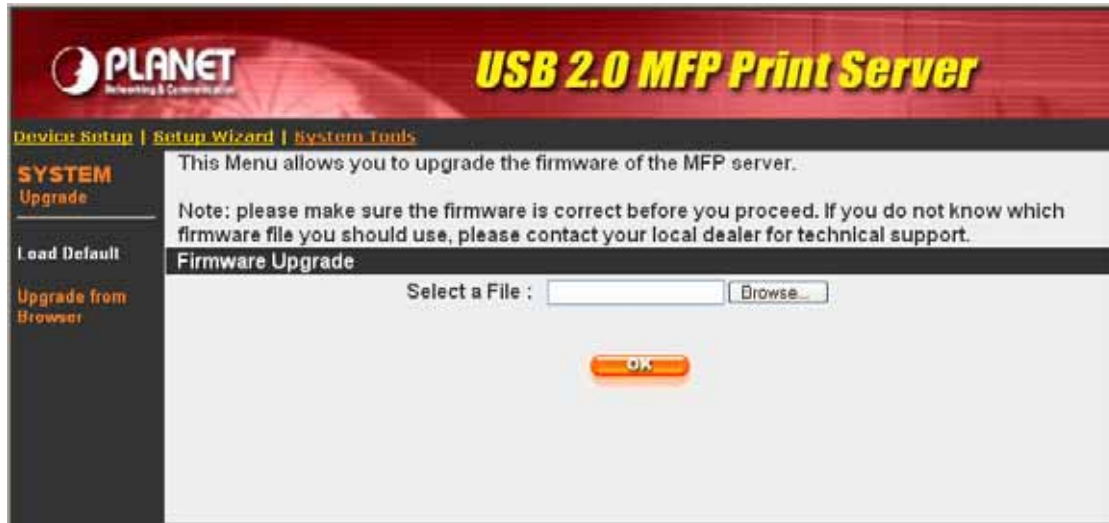 PLANET
Networking & Communication
USB 2.0 MFP Print Server
Device Setup | Setup Wizard | System Tools
SYSTEM
Upgrade
Load Default
Upgrade from
Browser
This Menu allows you to upgrade the firmware of the MFP server.
Note: please make sure the firmware is correct before you proceed. If you do not know which
firmware file you should use, please contact your local dealer for technical support.
Firmware Upgrade
Select a File :
Browse...
OK